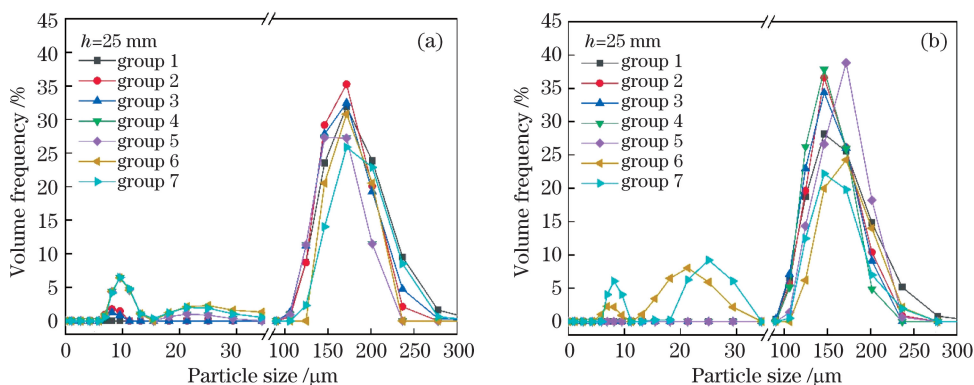 45
40
35
30
25
20
15
10
5
0
Volume frequency /%
h=25 mm
group 1
group 2
group 3
group 4
group 5
group 6
group 7
(a)
0 10 20 30 100 150 200 250 300
Particle size /μm
45
40
35
30
25
20
15
10
5
0
Volume frequency /%
h=25 mm
group 1
group 2
group 3
group 4
group 5
group 6
group 7
(b)
0 10 20 30 100 150 200 250 300
Particle size /μm